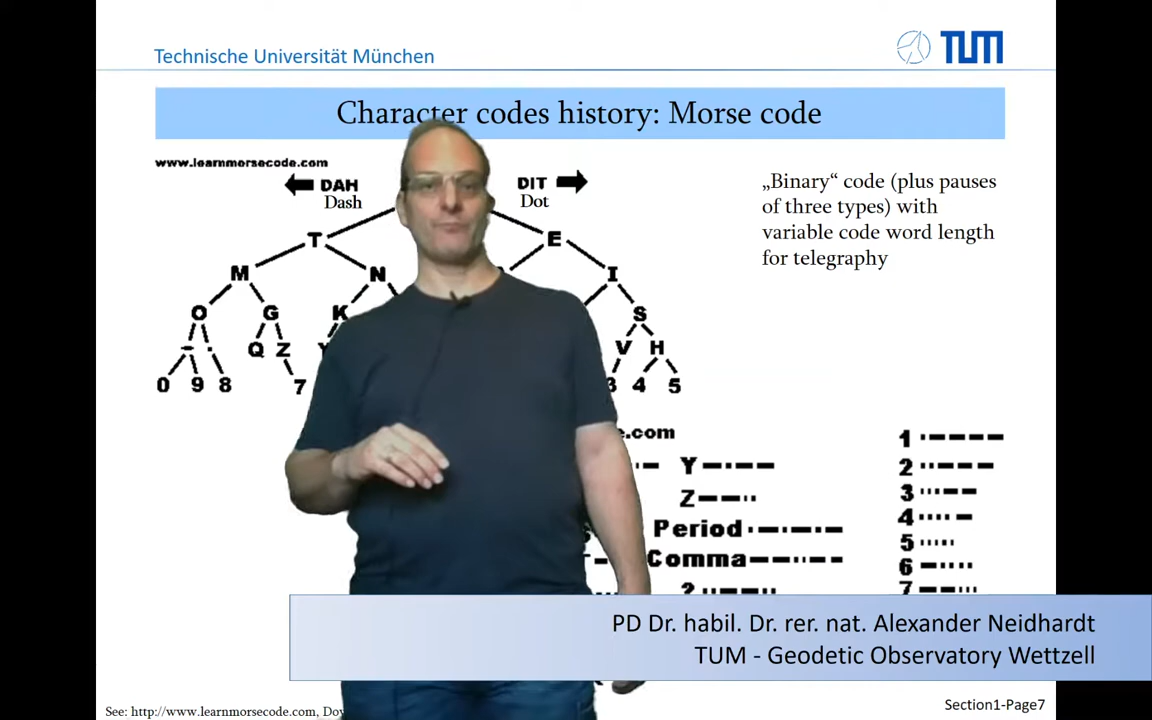 Technische Universität München
TUM
Character codes history: Morse code
www.learnmorsecode.com
DAH
Dash
DIT
Dot
„Binary“ code (plus pauses
of three types) with
variable code word length
for telegraphy
T
E
M
N
I
O
G
K
S
Q Z
V H
0 9 8
7
4 5
.com
Y —·——
Z ——··
Period ·—·—·—
Comma ——··——
1 ·————
2 ··———
3 ···——
4 ····—
5 ·····
6 —····
7 ——···
PD Dr. habil. Dr. rer. nat. Alexander Neidhardt
TUM - Geodetic Observatory Wettzell
Section1-Page7
See: http://www.learnmorsecode.com,